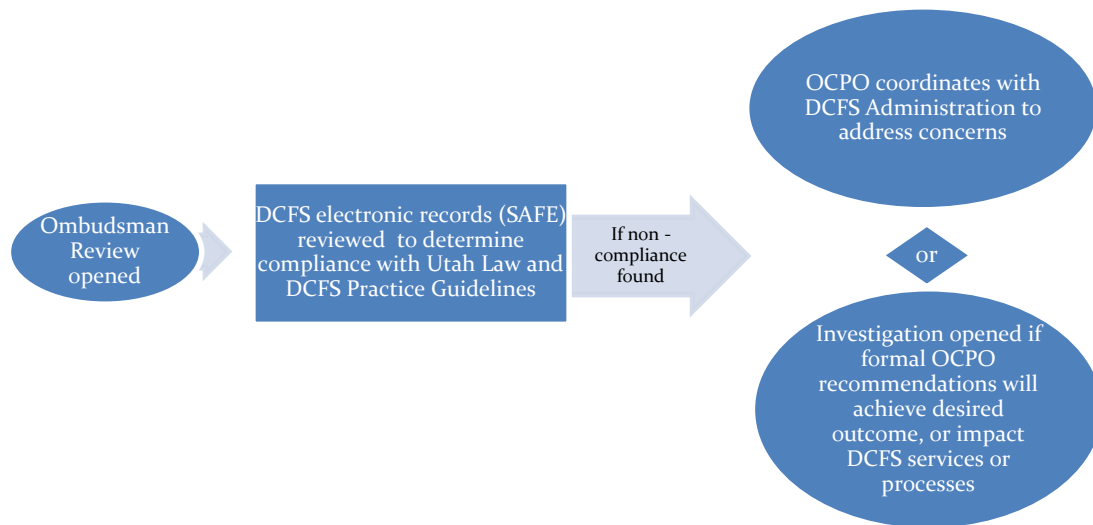 Ombudsman
Review
opened
DCFS electronic records (SAFE)
reviewed to determine
compliance with Utah Law and
DCFS Practice Guidelines
If non -
compliance
found
OCPO coordinates with
DCFS Administration to
address concerns
or
Investigation opened if
formal OCPO
recommendations will
achieve desired
outcome, or impact
DCFS services or
processes